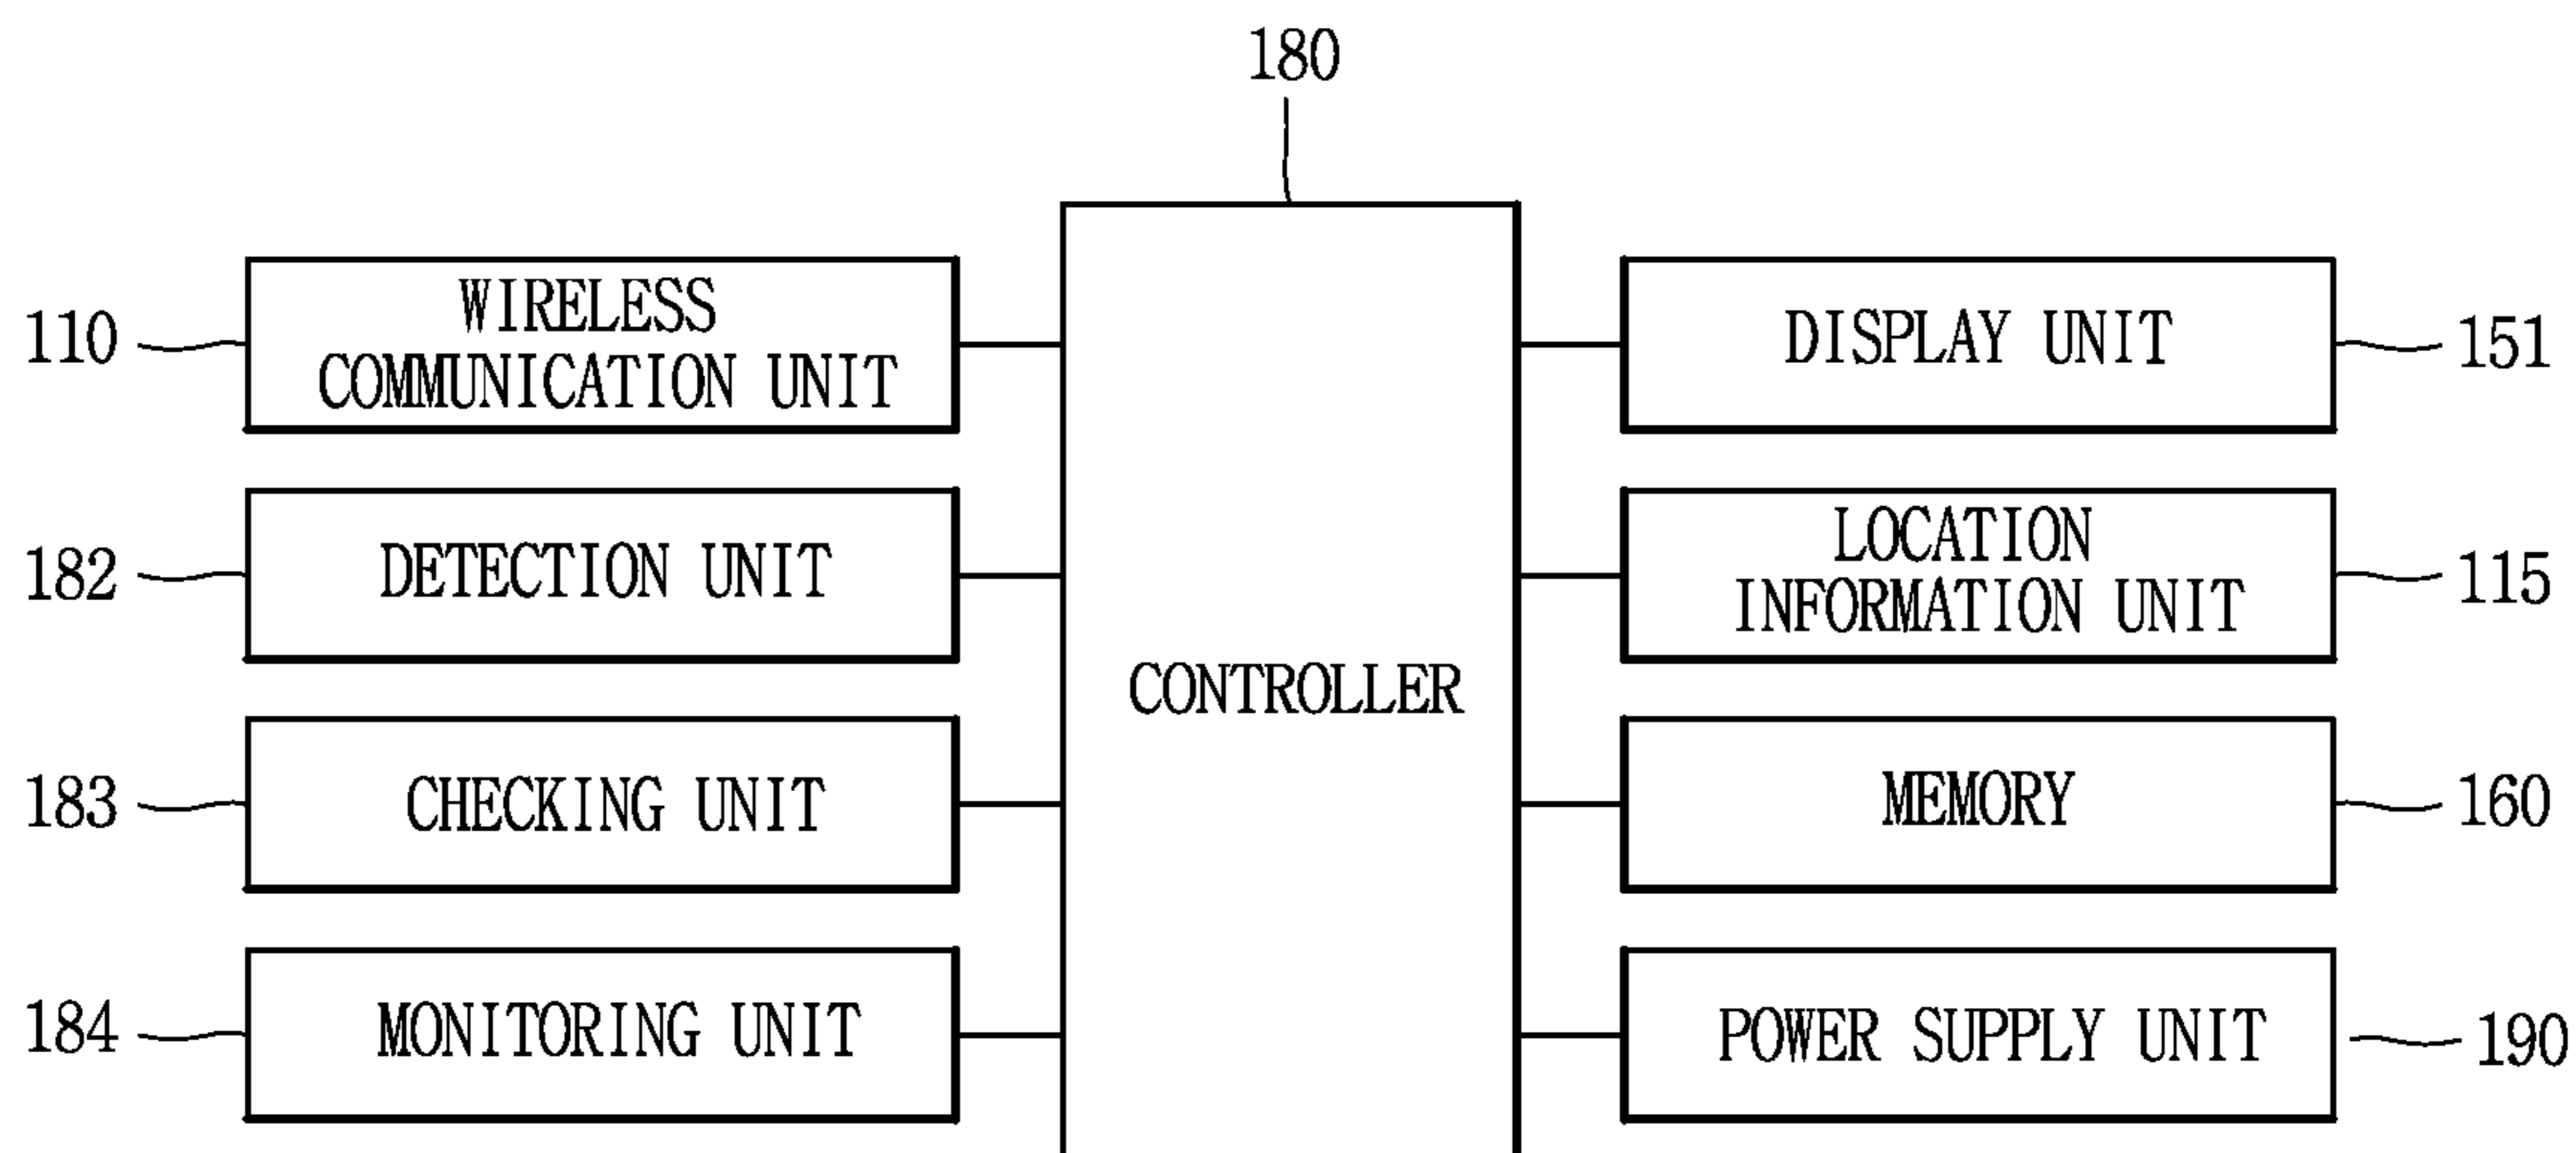 180
110
WIRELESS
COMMUNICATION UNIT
182
DETECTION UNIT
183
CHECKING UNIT
184
MONITORING UNIT
CONTROLLER
DISPLAY UNIT
151
LOCATION
INFORMATION UNIT
115
MEMORY
160
POWER SUPPLY UNIT
190